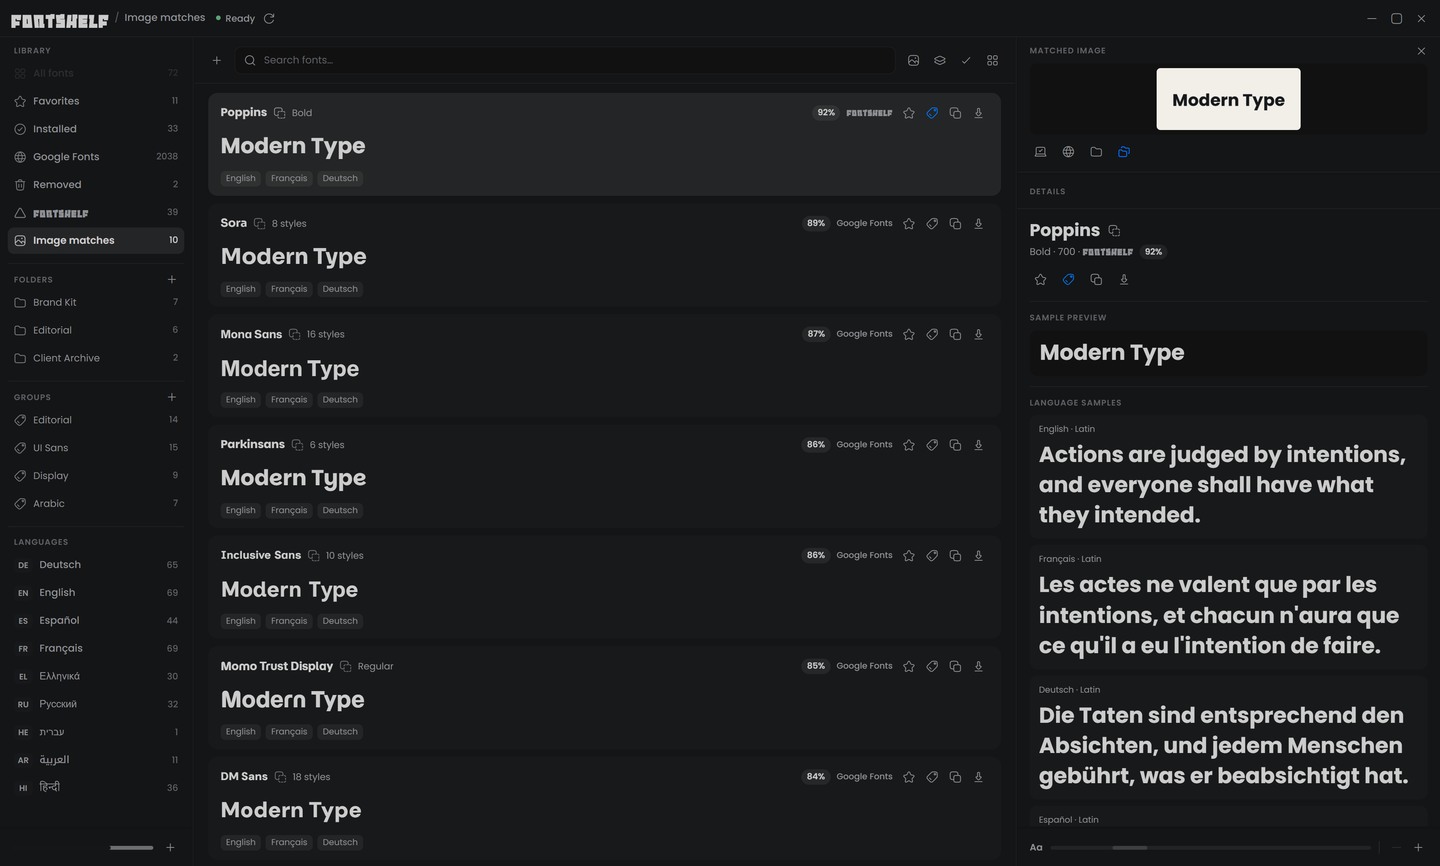 FONTSHELF / Image matches Ready
LIBRARY
All fonts 72
Favorites 11
Installed 33
Google Fonts 2038
Removed 2
FONTSHELF 39
Image matches 10
FOLDERS
Brand Kit 7
Editorial 6
Client Archive 2
GROUPS
Editorial 14
UI Sans 15
Display 9
Arabic 7
LANGUAGES
DE Deutsch 65
EN English 69
ES Español 44
FR Français 69
EL Ελληνικά 30
RU Русский 32
HE עברית 1
AR العربية 11
HI हिन्दी 36
Search fonts...
Poppins Bold 92% FONTSHELF
Modern Type
English Français Deutsch
Sora 8 styles 89% Google Fonts
Modern Type
English Français Deutsch
Mona Sans 16 styles 87% Google Fonts
Modern Type
English Français Deutsch
Parkinsans 6 styles 86% Google Fonts
Modern Type
English Français Deutsch
Inclusive Sans 10 styles 86% Google Fonts
Modern Type
English Français Deutsch
Momo Trust Display Regular 85% Google Fonts
Modern Type
English Français Deutsch
DM Sans 18 styles 84% Google Fonts
Modern Type
English Français Deutsch
MATCHED IMAGE
Modern Type
DETAILS
Poppins
Bold · 700 · FONTSHELF 92%
SAMPLE PREVIEW
Modern Type
LANGUAGE SAMPLES
English · Latin
Actions are judged by intentions,
and everyone shall have what
they intended.
Français · Latin
Les actes ne valent que par les
intentions, et chacun n'aura que
ce qu'il a eu l'intention de faire.
Deutsch · Latin
Die Taten sind entsprechend den
Absichten, und jedem Menschen
gebührt, was er beabsichtigt hat.
Español · Latin
Aa